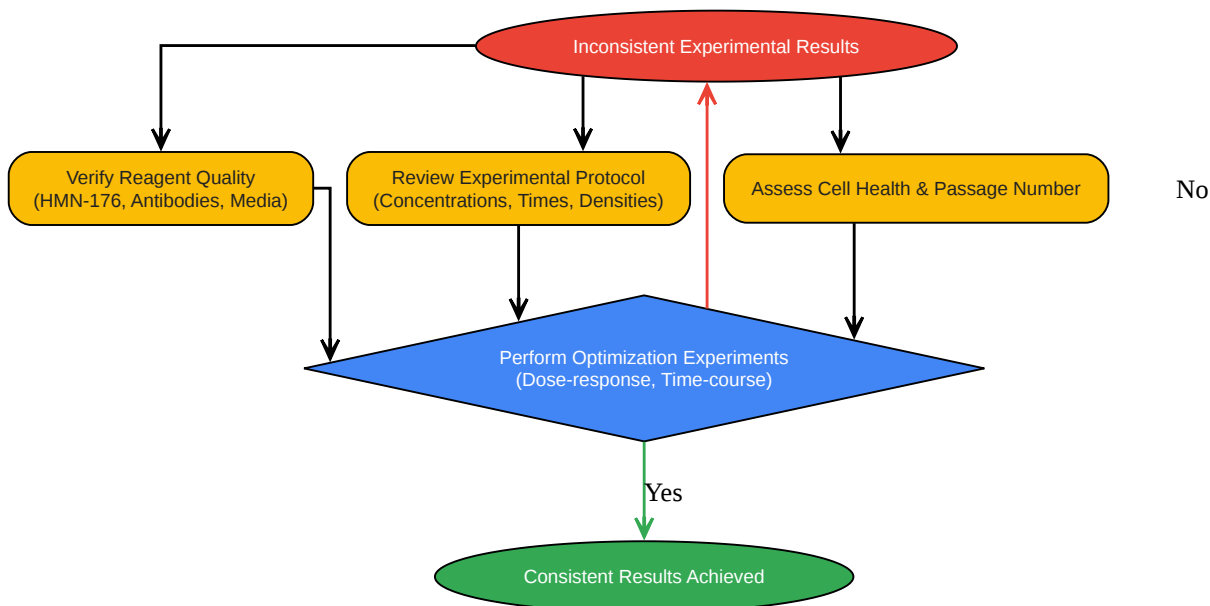 Inconsistent Experimental Results
Verify Reagent Quality
(HMN-176, Antibodies, Media)
Review Experimental Protocol
(Concentrations, Times, Densities)
Assess Cell Health & Passage Number
No
Perform Optimization Experiments
(Dose-response, Time-course)
Yes
Consistent Results Achieved